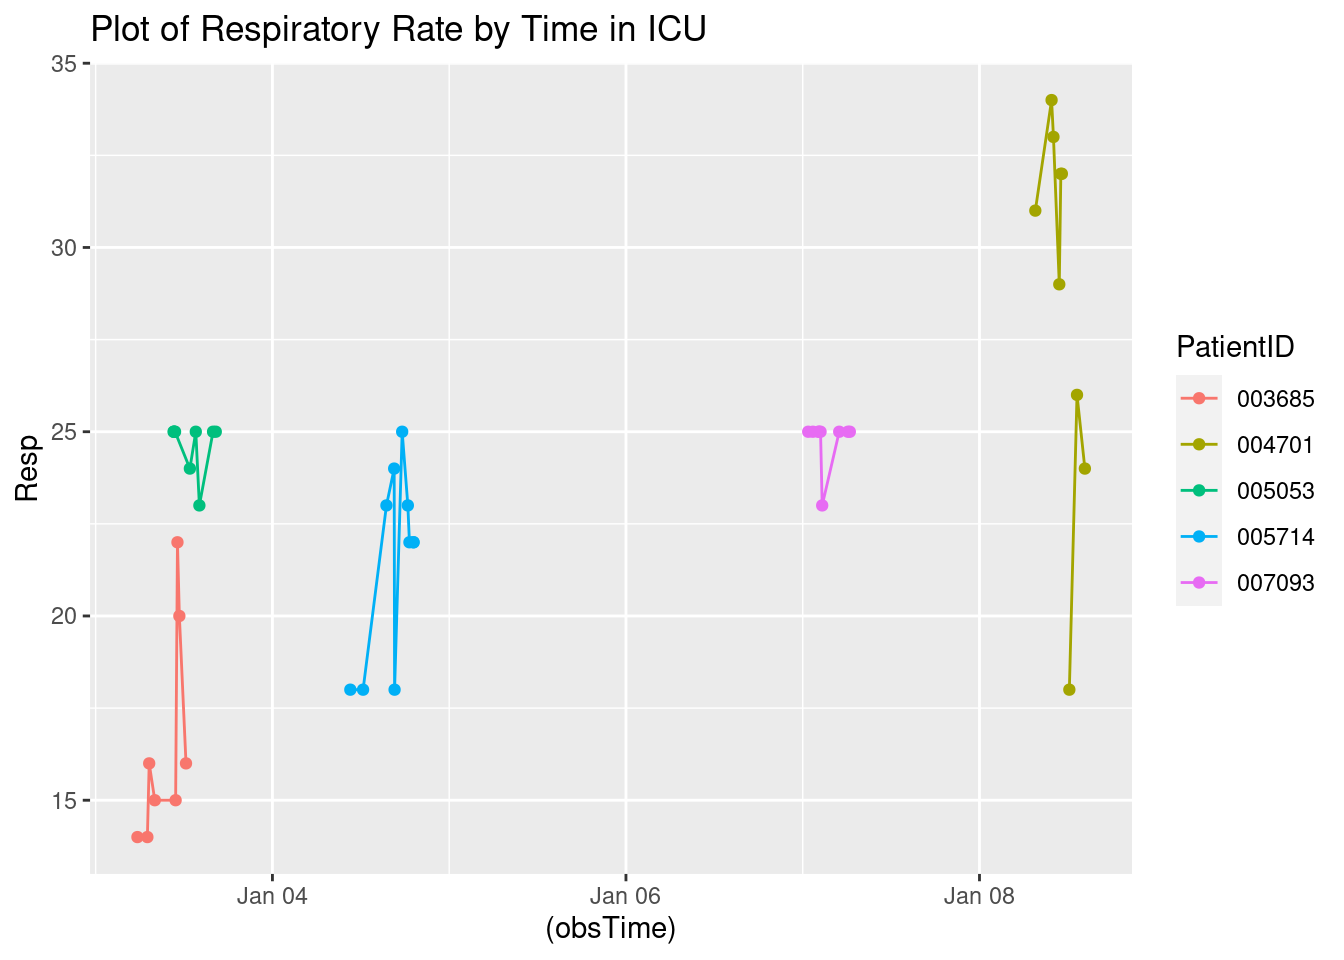 Plot of Respiratory Rate by Time in ICU
35
30
25
20
15
Resp
Jan 04
Jan 06
Jan 08
(obsTime)
PatientID
003685
004701
005053
005714
007093